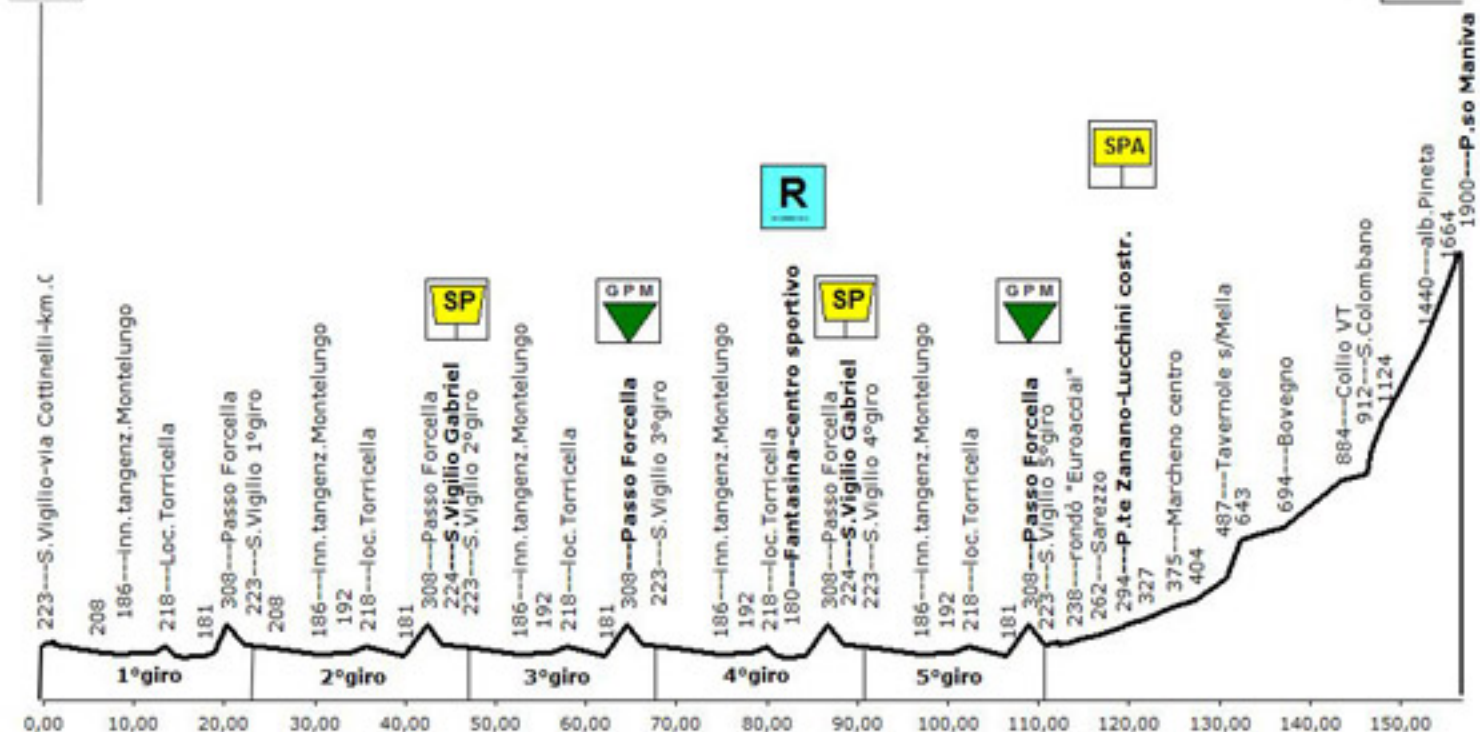 223---S.Vigilio-via Cottinelli-km.0
208
186---inn.tangenz.Montelungo
218---Loc.Torricella
181
308---Passo Forcella
223---S.Vigilio 1°giro
208
186---inn.tangenz.Montelungo
192
218---loc.Torricella
181
308---Passo Forcella
224---S.Vigilio Gabriel
SP
223---S.Vigilio 2°giro
186---inn.tangenz.Montelungo
192
218---loc.Torricella
181
308---Passo Forcella
GPM
223---S.Vigilio 3°giro
186---inn.tangenz.Montelungo
192
218---loc.Torricella
180---Fantasina-centro sportivo
R
308---Passo Forcella
224---S.Vigilio Gabriel
SP
223---S.Vigilio 4°giro
186---inn.tangenz.Montelungo
192
218---loc.Torricella
181
308---Passo Forcella
GPM
223---S.Vigilio 5°giro
238---rondò "Euroacciai"
262---Sarezzo
294---P.te Zanano-Lucchini costr.
SPA
327
375---Marcheno centro
404
487---Tavernole s/Mella
643
694---Bovegno
884---Collio VT
912---S.Colombano
1124
1440---alb.Pineta
1664
1900---P.so Maniva
1°giro
2°giro
3°giro
4°giro
5°giro
0,00
10,00
20,00
30,00
40,00
50,00
60,00
70,00
80,00
90,00
100,00
110,00
120,00
130,00
140,00
150,00